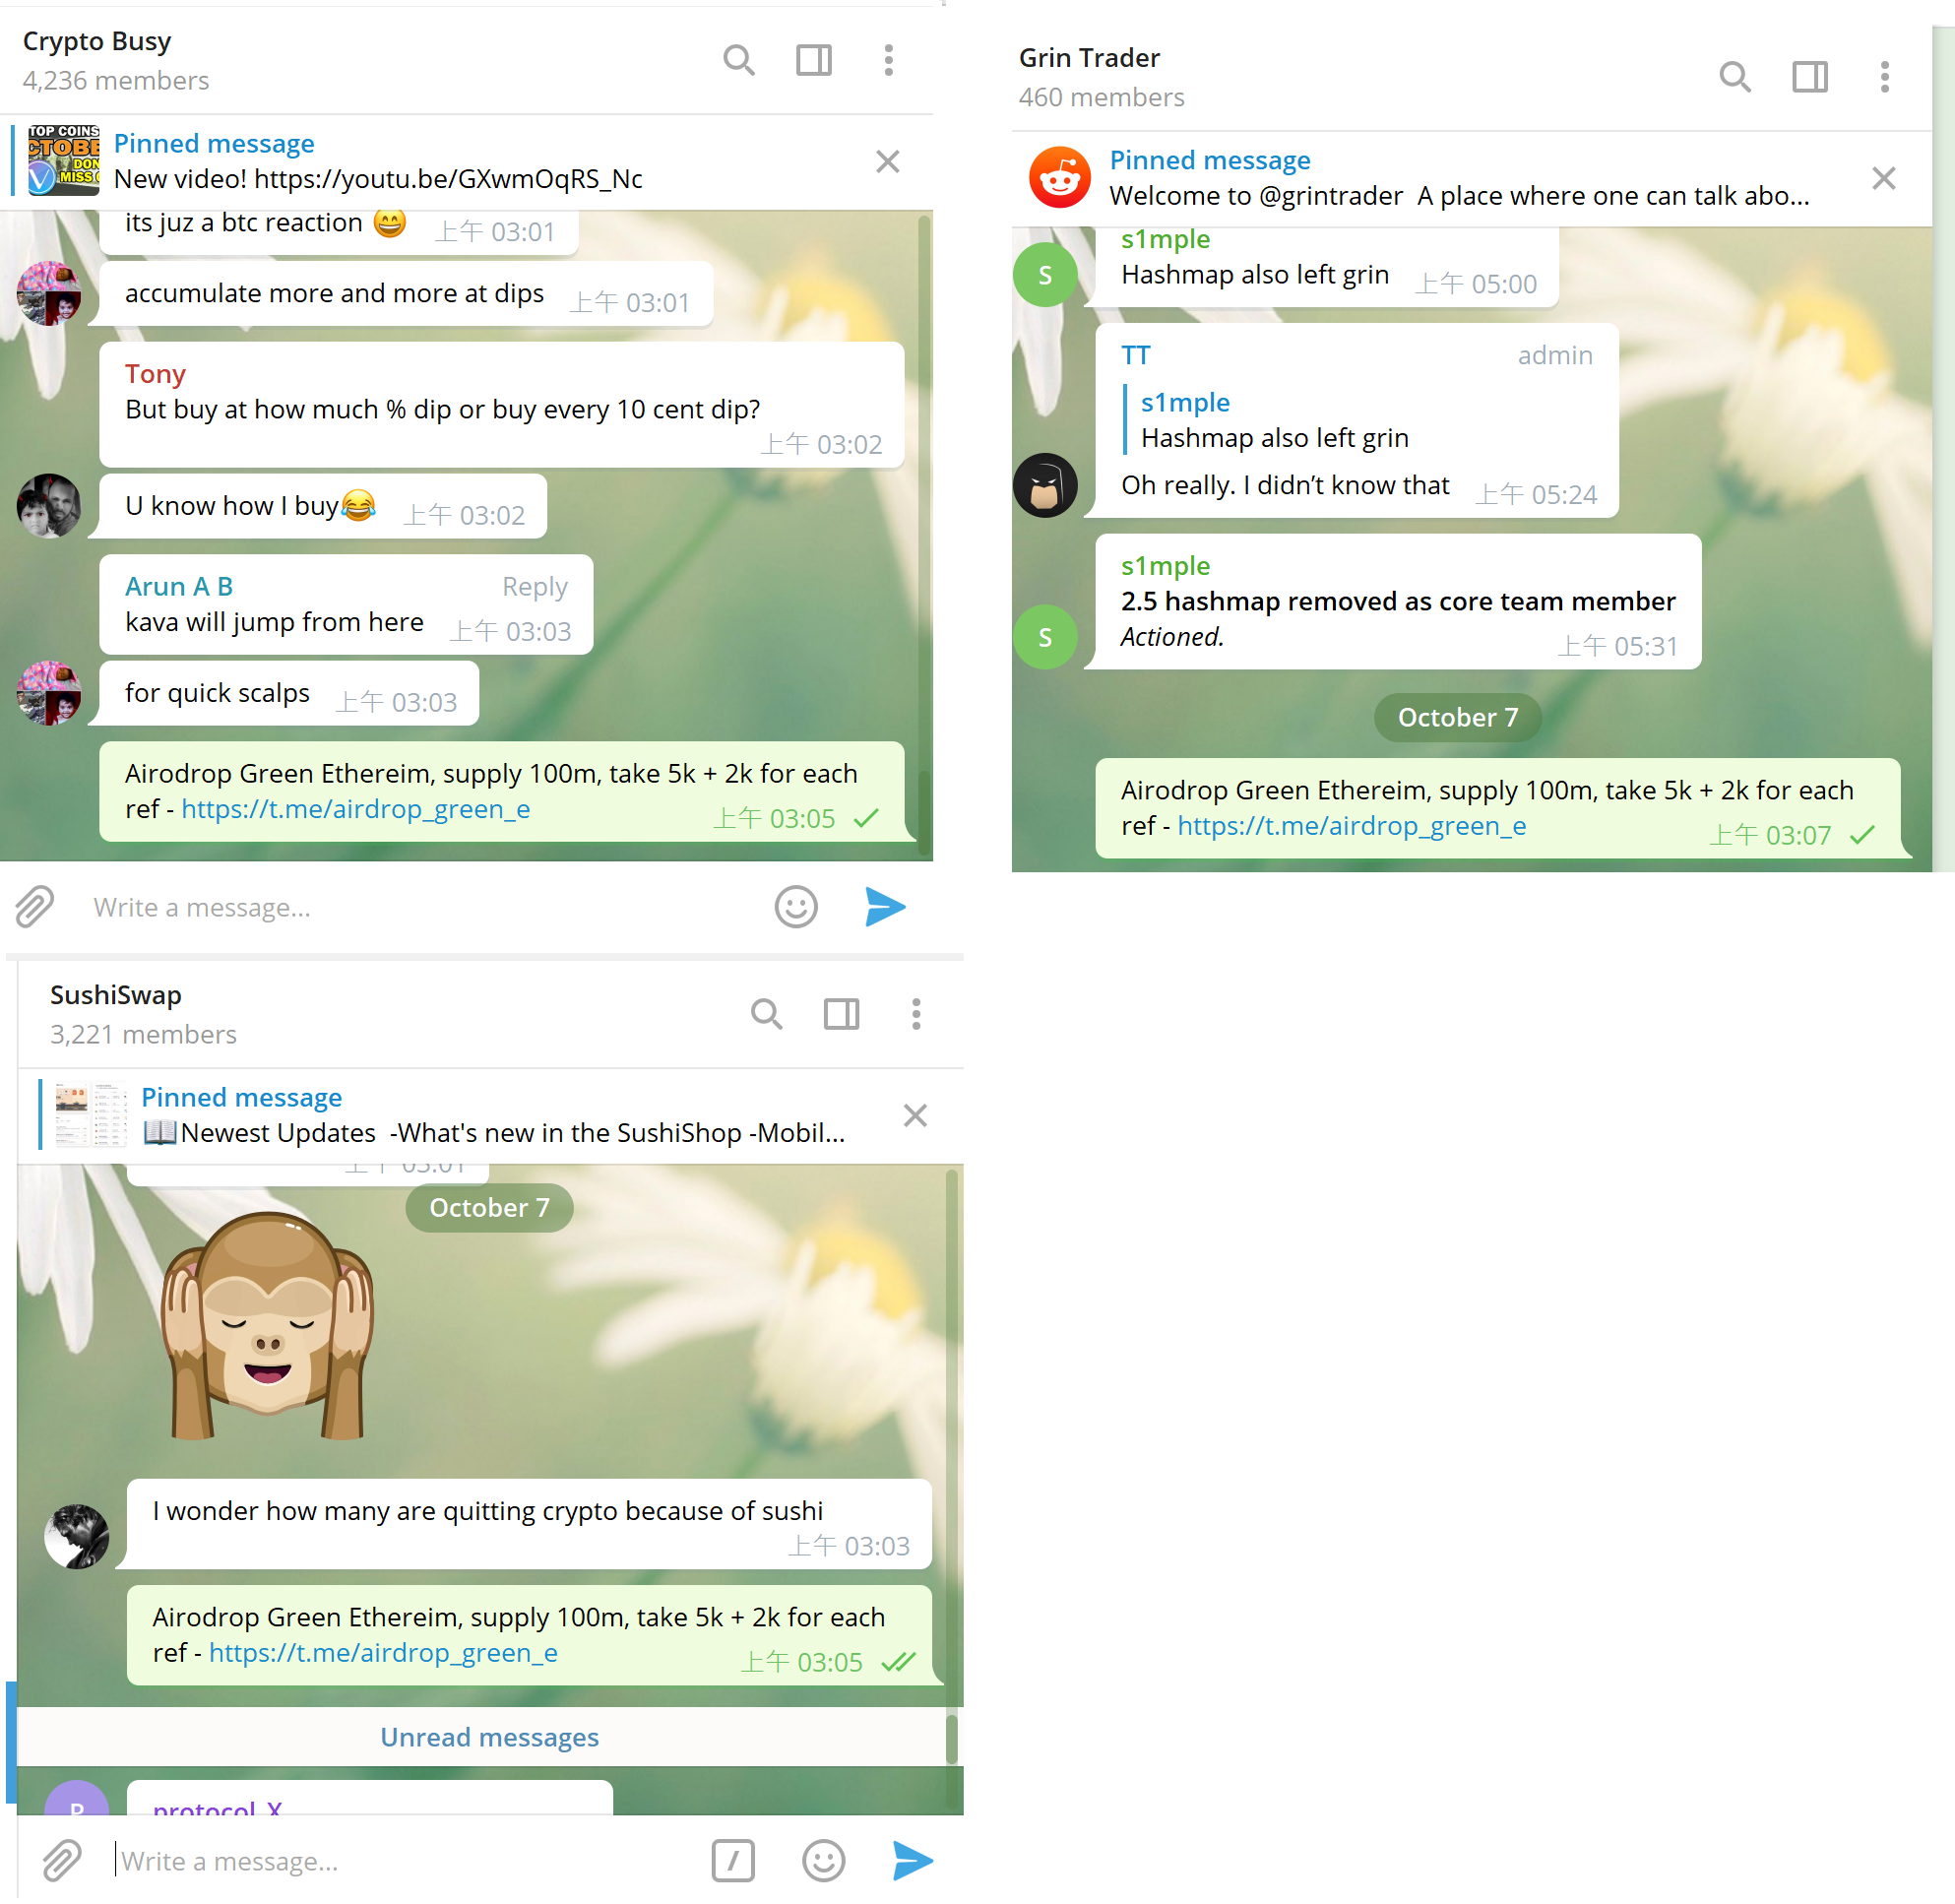 Crypto Busy
4,236 members
TOP COINS
CTOBE
DON
MISS
Pinned message
New video! https://youtu.be/GXwmOqRS_Nc
its juz a btc reaction 😄 上午 03:01
accumulate more and more at dips 上午 03:01
Tony
But buy at how much % dip or buy every 10 cent dip?
上午 03:02
U know how I buy😂 上午 03:02
Arun A B Reply
kava will jump from here 上午 03:03
for quick scalps 上午 03:03
Airodrop Green Ethereim, supply 100m, take 5k + 2k for each
ref - https://t.me/airdrop_green_e 上午 03:05
Write a message...
Grin Trader
460 members
Pinned message
Welcome to @grintrader A place where one can talk abo...
s1mple
S
Hashmap also left grin 上午 05:00
TT admin
s1mple
Hashmap also left grin
Oh really. I didn’t know that 上午 05:24
s1mple
2.5 hashmap removed as core team member
S
Actioned. 上午 05:31
October 7
Airodrop Green Ethereim, supply 100m, take 5k + 2k for each
ref - https://t.me/airdrop_green_e 上午 03:07
SushiSwap
3,221 members
Pinned message
📖Newest Updates -What's new in the SushiShop -Mobil...
上午 03:01
October 7
I wonder how many are quitting crypto because of sushi
上午 03:03
Airodrop Green Ethereim, supply 100m, take 5k + 2k for each
ref - https://t.me/airdrop_green_e 上午 03:05
Unread messages
P
protocol X
Write a message...